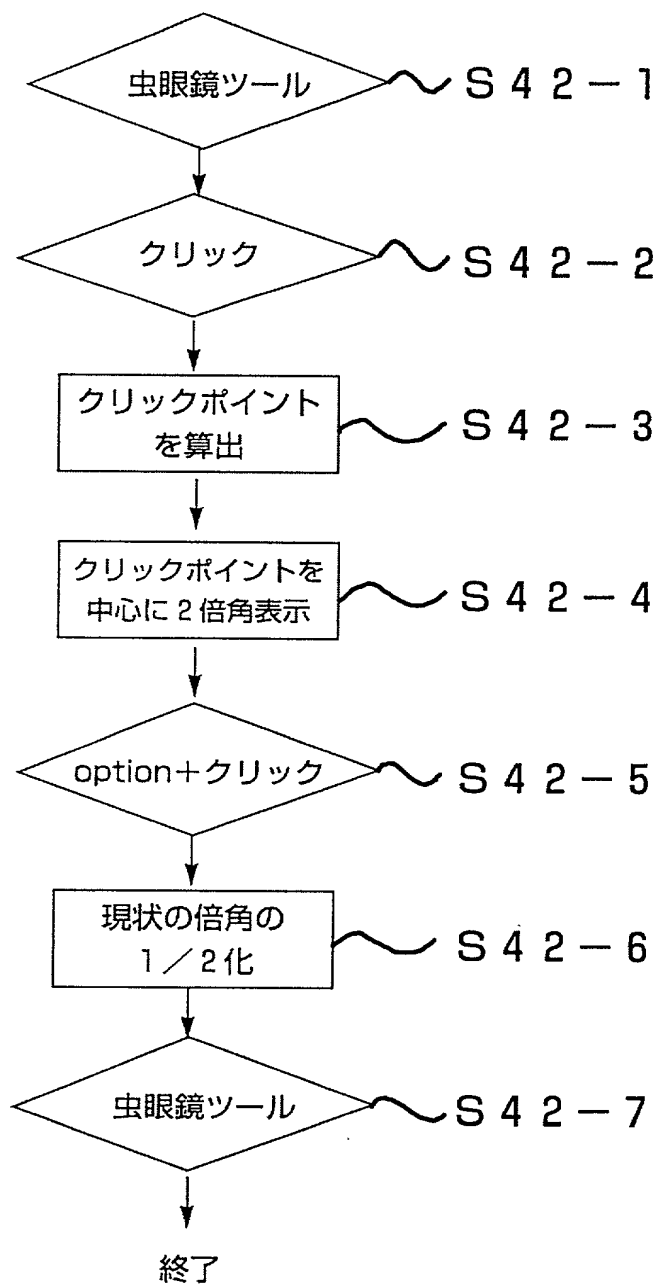 虫眼鏡ツール
S42-1
クリック
S42-2
クリックポイント
を算出
S42-3
クリックポイントを
中心に2倍角表示
S42-4
option+クリック
S42-5
現状の倍角の
1/2化
S42-6
虫眼鏡ツール
S42-7
終了